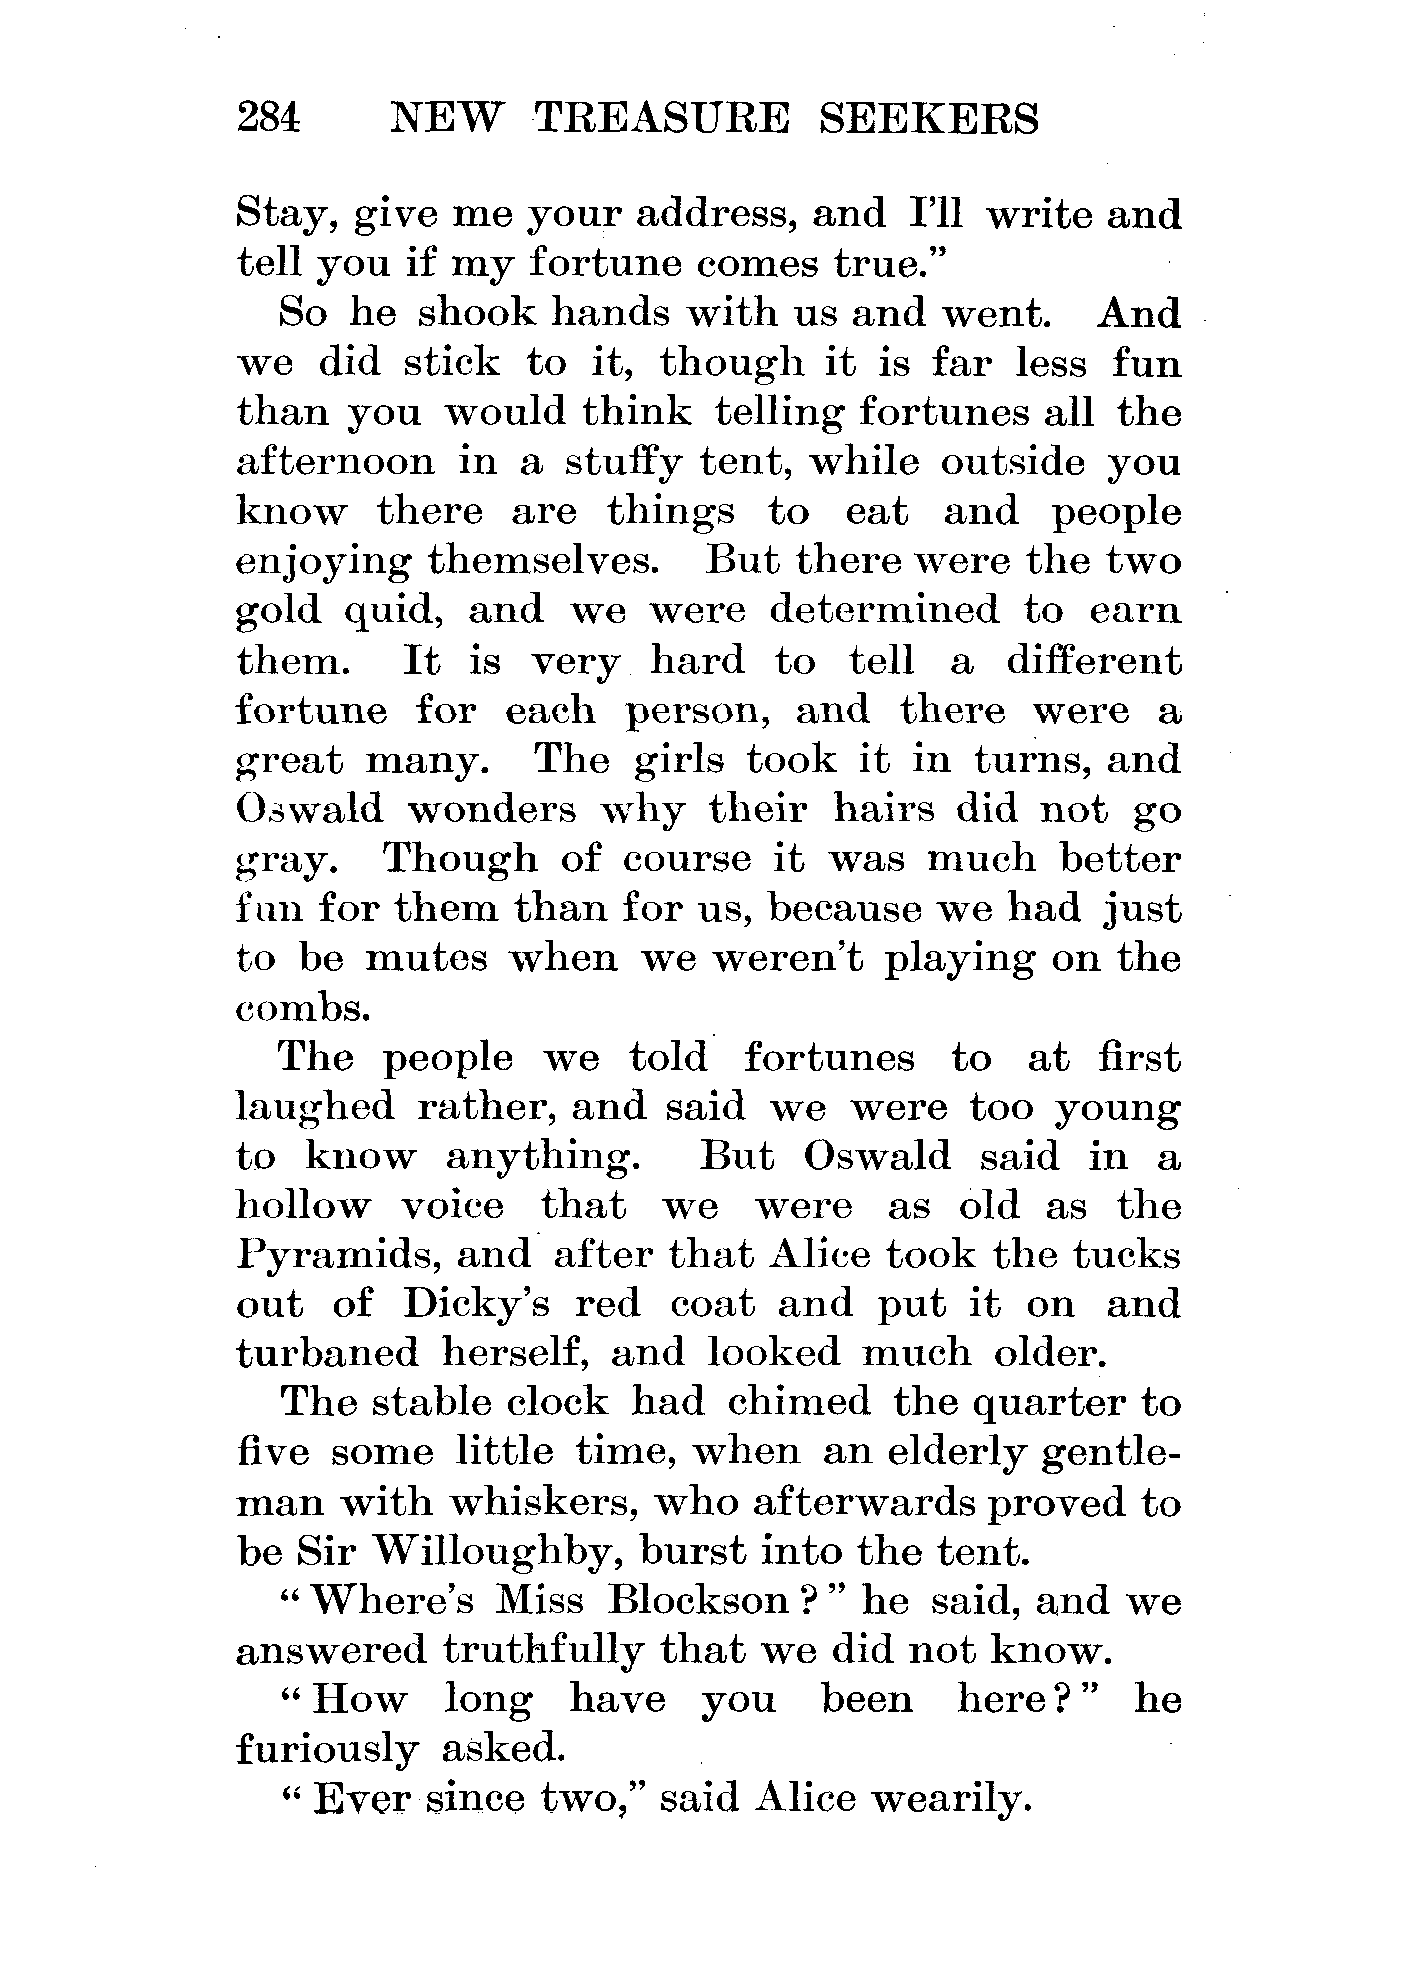 284 NEW TREASURE SEEKERS
Stay, give me your address, and I'll write and
tell you if my fortune comes true."
So he shook hands with us and went. And
we did stick to it, though it is far less fun
than you would think telling fortunes all the
afternoon in a stuffy tent, while outside you
know there are things to eat and people
enjoying themselves. But there were the two
gold quid, and we were determined to earn
them. It is very hard to tell a different
fortune for each person, and there were a
great many. The girls took it in turns, and
Oswald wonders why their hairs did not go
gray. Though of course it was much better
fun for them than for us, because we had just
to be mutes when we weren't playing on the
combs.
The people we told fortunes to at first
laughed rather, and said we were too young
to know anything. But Oswald said in a
hollow voice that we were as old as the
Pyramids, and after that Alice took the tucks
out of Dicky's red coat and put it on and
turbaned herself, and looked much older.
The stable clock had chimed the quarter to
five some little time, when an elderly gentle-
man with whiskers, who afterwards proved to
be Sir Willoughby, burst into the tent.
"Where's Miss Blockson?" he said, and we
answered truthfully that we did not know.
"How long have you been here?" he
furiously asked.
"Ever since two," said Alice wearily.